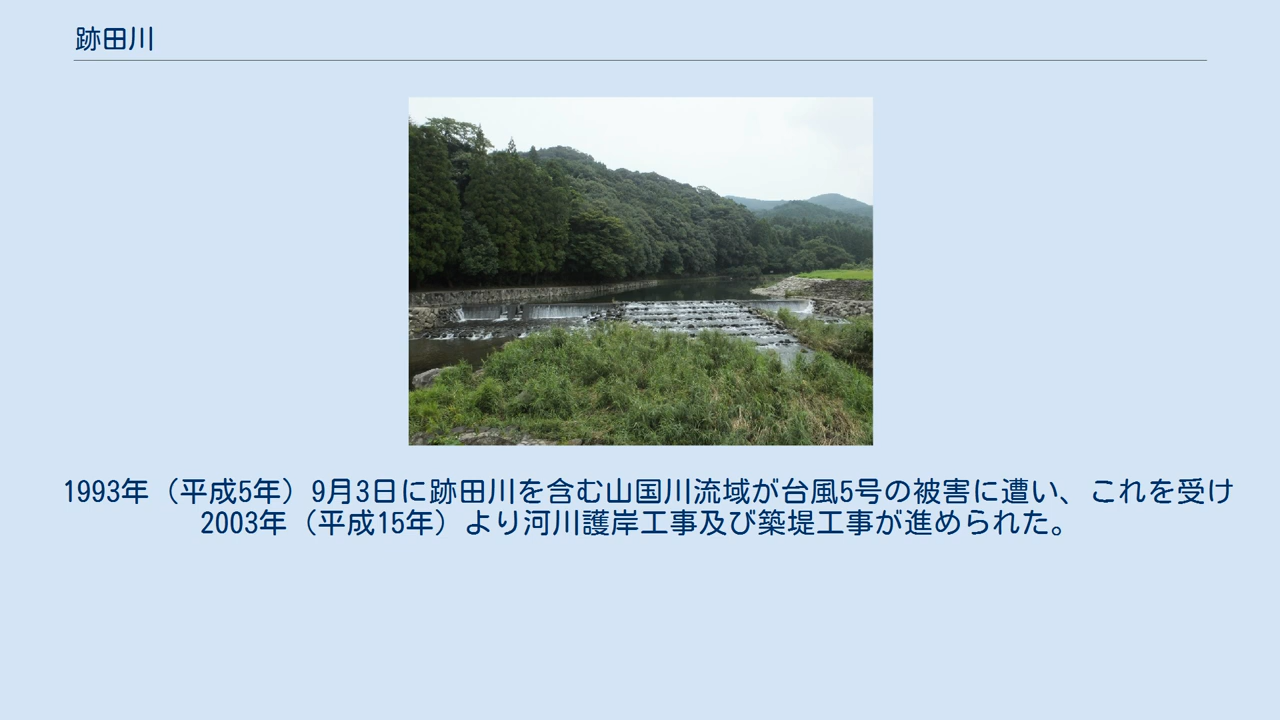 跡田川
1993年（平成5年）9月3日に跡田川を含む山国川流域が台風5号の被害に遭い、これを受け
2003年（平成15年）より河川護岸工事及び築堤工事が進められた。